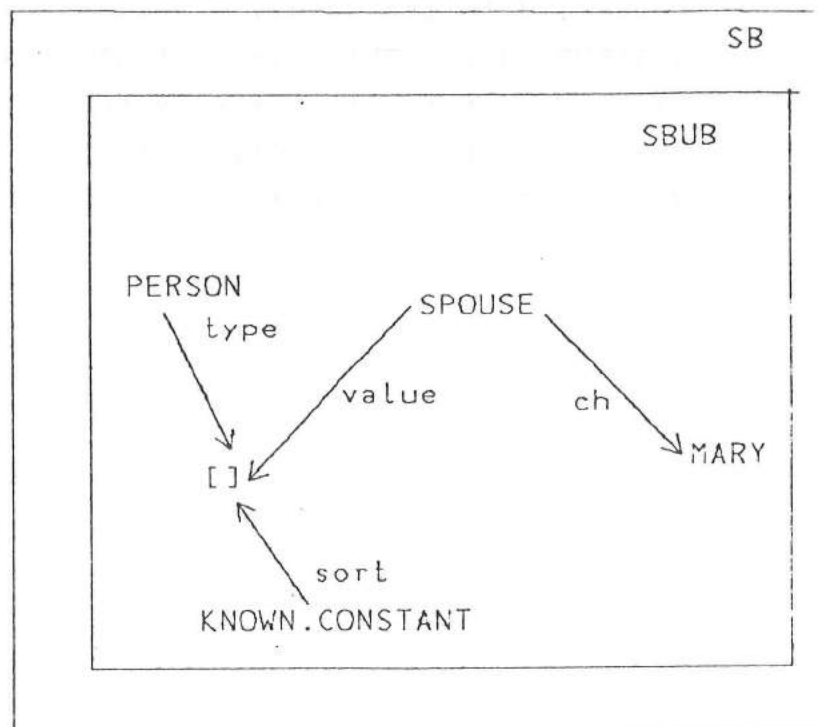 SB
SBUB
PERSON
type
SPOUSE
value
ch
[]
MARY
sort
KNOWN.CONSTANT